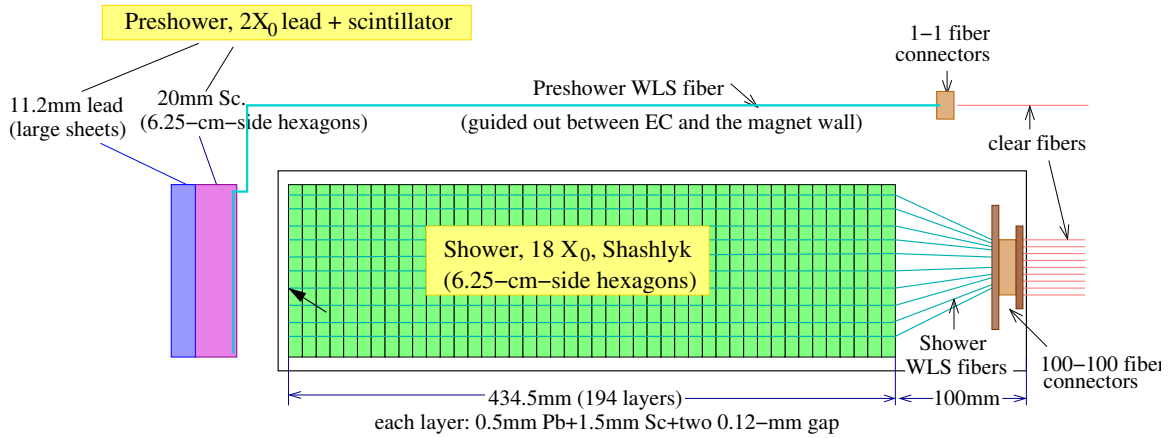 Preshower, 2X0 lead + scintillator
1−1 fiber
connectors
11.2mm lead
(large sheets)
20mm Sc.
(6.25−cm−side hexagons)
Preshower WLS fiber
(guided out between EC and the magnet wall)
clear fibers
Shower, 18 X0, Shashlyk
(6.25−cm−side hexagons)
Shower
WLS fibers
100−100 fiber
connectors
434.5mm (194 layers)
100mm
each layer: 0.5mm Pb+1.5mm Sc+two 0.12−mm gap